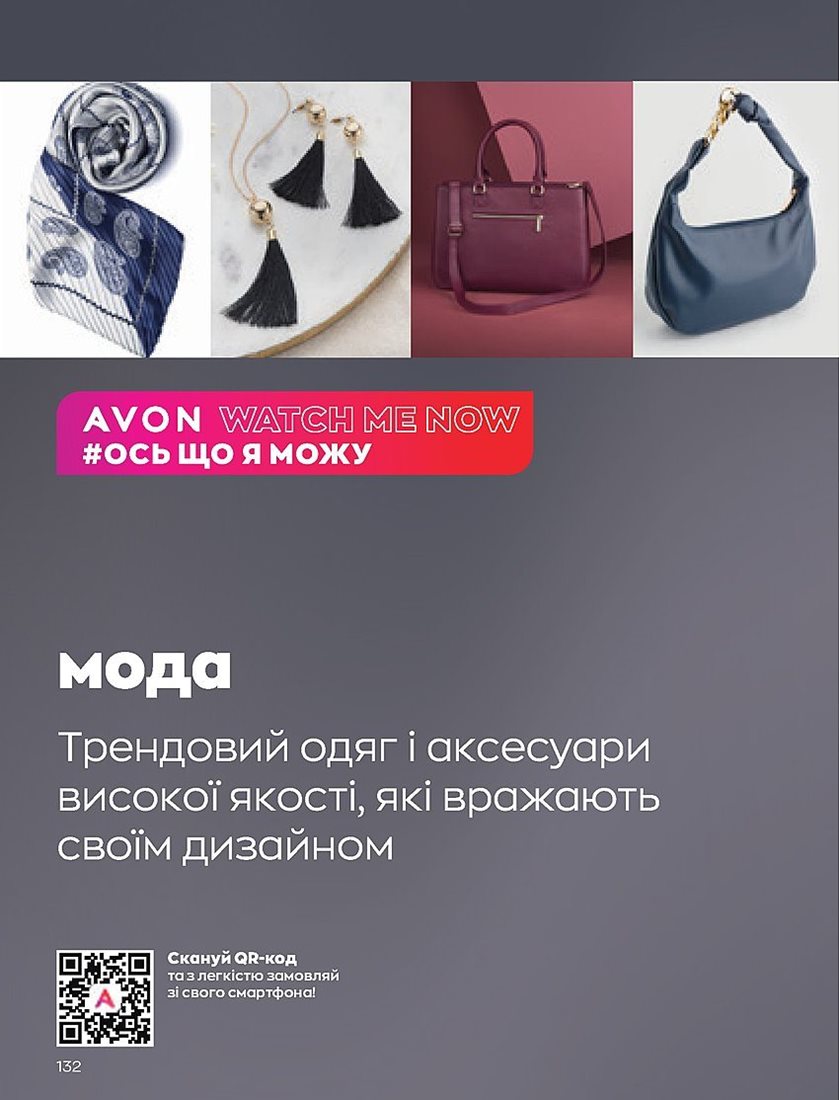 AVON WATCH ME NOW
#ОСЬ ЩО Я МОЖУ
мода
Трендовий одяг і аксесуари
високої якості, які вражають
своїм дизайном
Скануй QR-код
та з легкістю замовляй
зі свого смартфона!
A
132